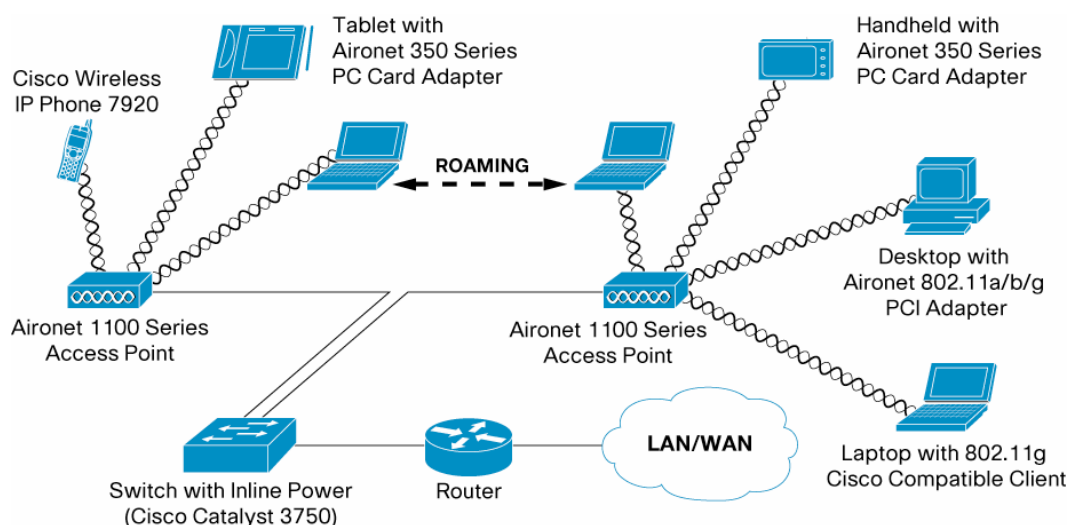 Tablet with
Aironet 350 Series
PC Card Adapter
Handheld with
Aironet 350 Series
PC Card Adapter
Cisco Wireless
IP Phone 7920
ROAMING
Desktop with
Aironet 802.11a/b/g
PCI Adapter
Aironet 1100 Series
Access Point
Aironet 1100 Series
Access Point
LAN/WAN
Laptop with 802.11g
Cisco Compatible Client
Switch with Inline Power
(Cisco Catalyst 3750)
Router